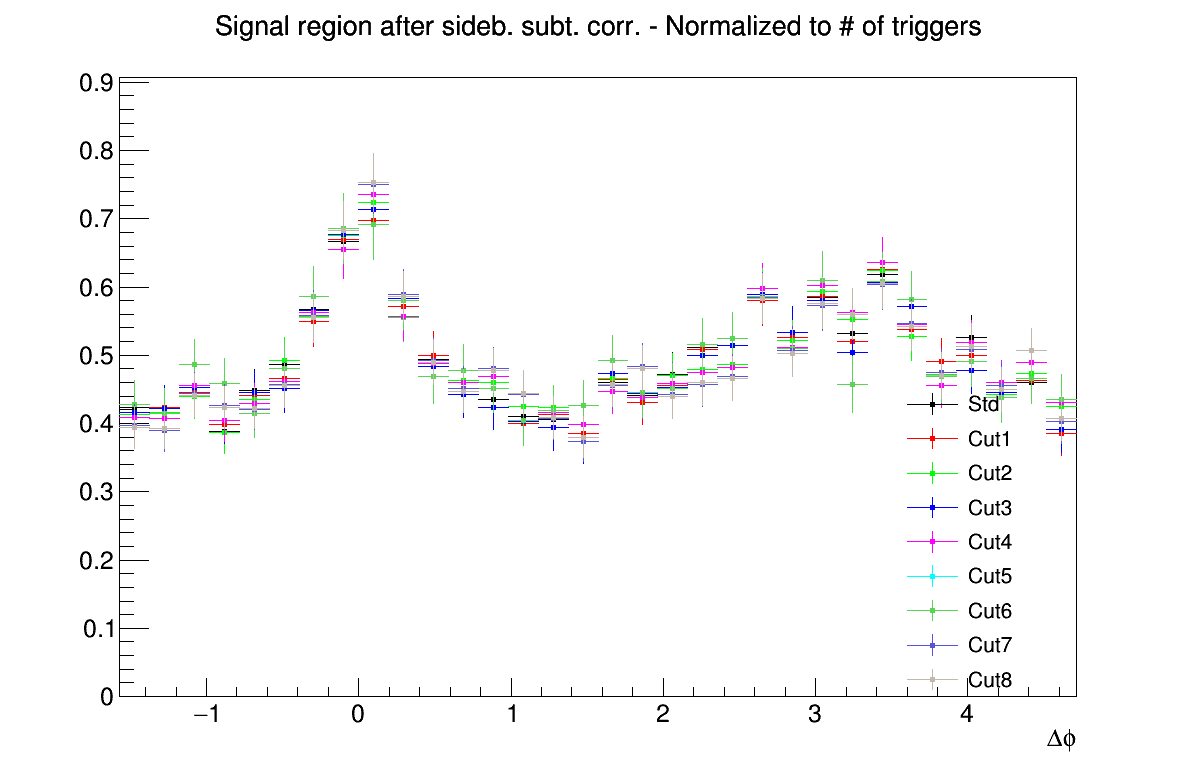 Signal region after sideb. subt. corr. - Normalized to # of triggers
0.9
0.8
0.7
0.6
0.5
0.4
0.3
0.2
0.1
0
Std
Cut1
Cut2
Cut3
Cut4
Cut5
Cut6
Cut7
Cut8
−1 0 1 2 3 4
Δϕ